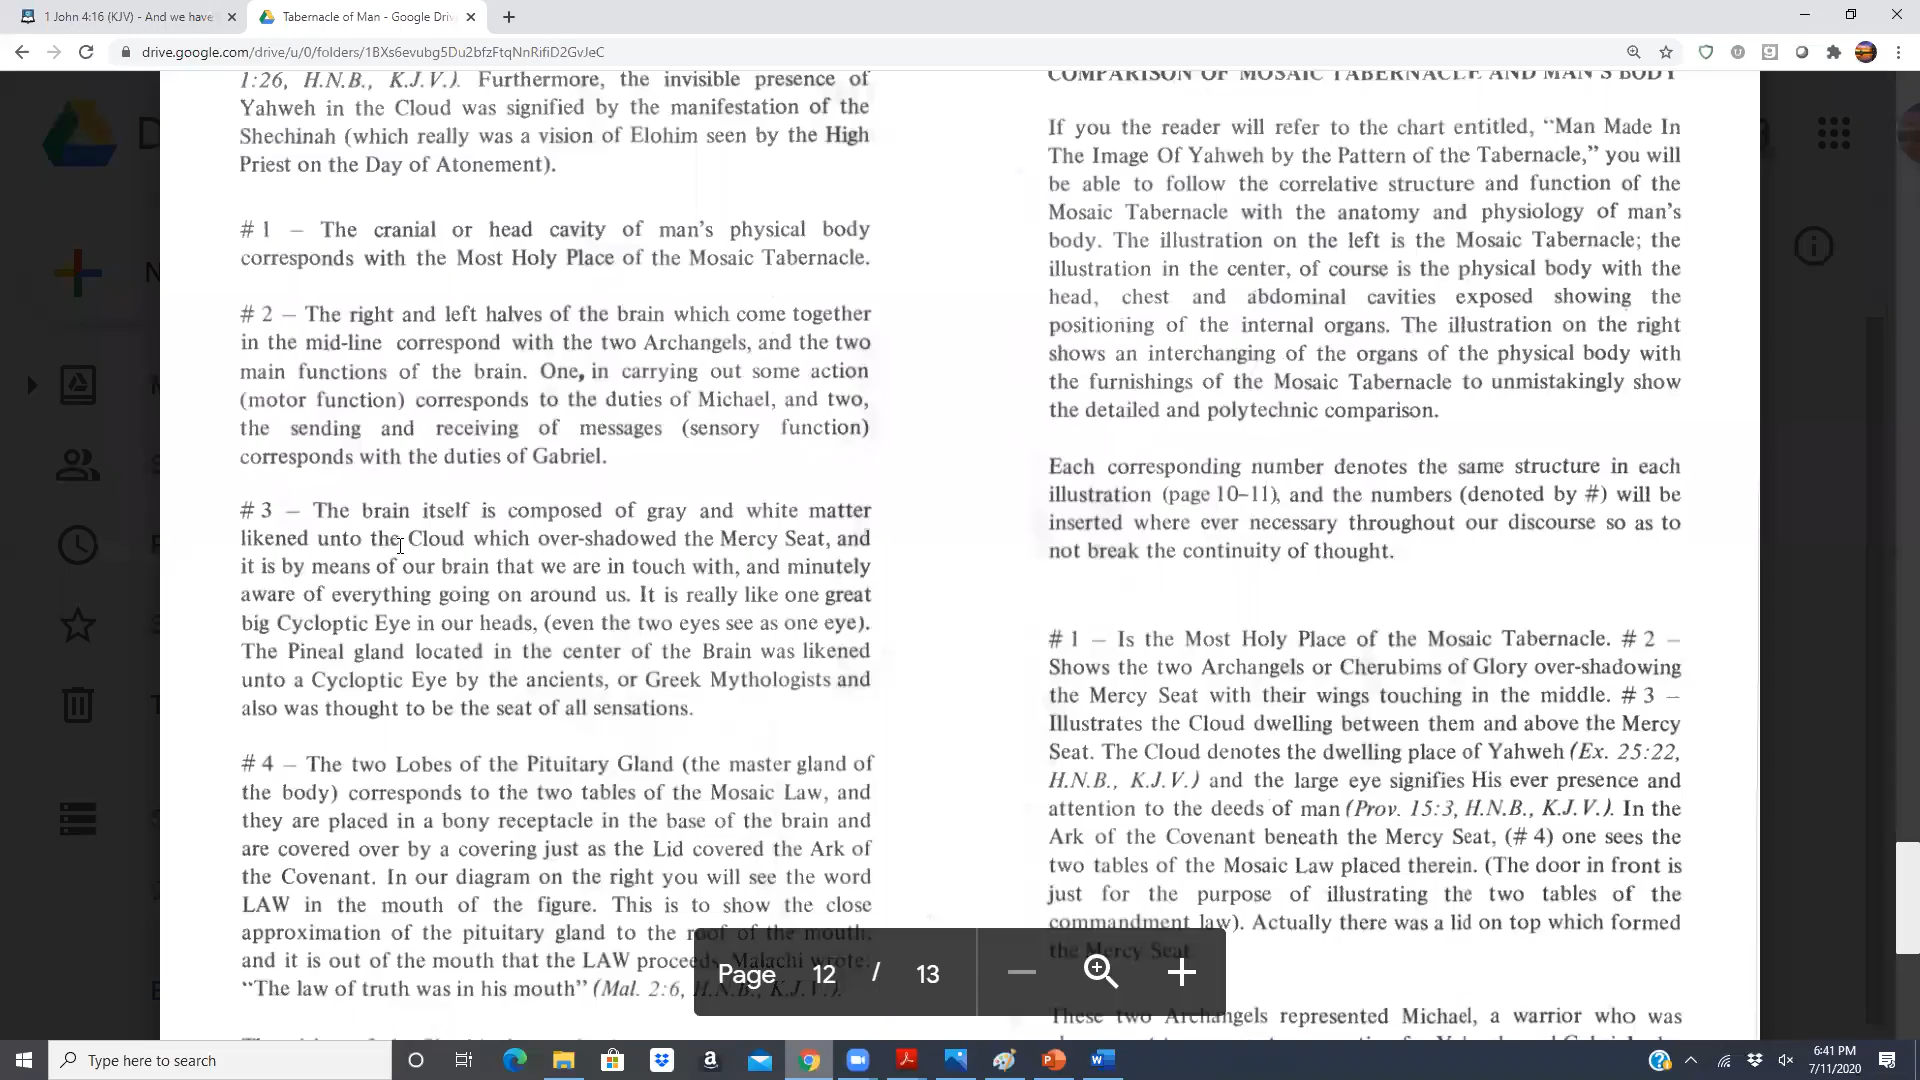 1 John 4:16 (KJV) - And we have
Tabernacle of Man - Google Driv
drive.google.com/drive/u/0/folders/1BXs6evubg5Du2bfzFtqNnRifiD2GvJeC
1:26, H.N.B., K.J.V.). Furthermore, the invisible presence of
Yahweh in the Cloud was signified by the manifestation of the
Shechinah (which really was a vision of Elohim seen by the High
Priest on the Day of Atonement).
# 1 – The cranial or head cavity of man's physical body
corresponds with the Most Holy Place of the Mosaic Tabernacle.
# 2 – The right and left halves of the brain which come together
in the mid-line correspond with the two Archangels, and the two
main functions of the brain. One, in carrying out some action
(motor function) corresponds to the duties of Michael, and two,
the sending and receiving of messages (sensory function)
corresponds with the duties of Gabriel.
# 3 – The brain itself is composed of gray and white matter
likened unto the Cloud which over-shadowed the Mercy Seat, and
it is by means of our brain that we are in touch with, and minutely
aware of everything going on around us. It is really like one great
big Cycloptic Eye in our heads, (even the two eyes see as one eye).
The Pineal gland located in the center of the Brain was likened
unto a Cycloptic Eye by the ancients, or Greek Mythologists and
also was thought to be the seat of all sensations.
# 4 – The two Lobes of the Pituitary Gland (the master gland of
the body) corresponds to the two tables of the Mosaic Law, and
they are placed in a bony receptacle in the base of the brain and
are covered over by a covering just as the Lid covered the Ark of
the Covenant. In our diagram on the right you will see the word
LAW in the mouth of the figure. This is to show the close
approximation of the pituitary gland to the roof of the mouth,
and it is out of the mouth that the LAW proceeds. Malachi wrote,
"The law of truth was in his mouth" (Mal. 2:6, H.N.B., K.J.V.).
COMPARISON OF MOSAIC TABERNACLE AND MAN'S BODY
If you the reader will refer to the chart entitled, "Man Made In
The Image Of Yahweh by the Pattern of the Tabernacle," you will
be able to follow the correlative structure and function of the
Mosaic Tabernacle with the anatomy and physiology of man's
body. The illustration on the left is the Mosaic Tabernacle; the
illustration in the center, of course is the physical body with the
head, chest and abdominal cavities exposed showing the
positioning of the internal organs. The illustration on the right
shows an interchanging of the organs of the physical body with
the furnishings of the Mosaic Tabernacle to unmistakingly show
the detailed and polytechnic comparison.
Each corresponding number denotes the same structure in each
illustration (page 10–11), and the numbers (denoted by #) will be
inserted where ever necessary throughout our discourse so as to
not break the continuity of thought.
# 1 – Is the Most Holy Place of the Mosaic Tabernacle. # 2 –
Shows the two Archangels or Cherubims of Glory over-shadowing
the Mercy Seat with their wings touching in the middle. # 3 –
Illustrates the Cloud dwelling between them and above the Mercy
Seat. The Cloud denotes the dwelling place of Yahweh (Ex. 25:22,
H.N.B., K.J.V.) and the large eye signifies His ever presence and
attention to the deeds of man (Prov. 15:3, H.N.B., K.J.V.). In the
Ark of the Covenant beneath the Mercy Seat, (# 4) one sees the
two tables of the Mosaic Law placed therein. (The door in front is
just for the purpose of illustrating the two tables of the
commandment law). Actually there was a lid on top which formed
the Mercy Seat.
These two Archangels represented Michael, a warrior who was
Page 12 / 13
Type here to search
6:41 PM
7/11/2020